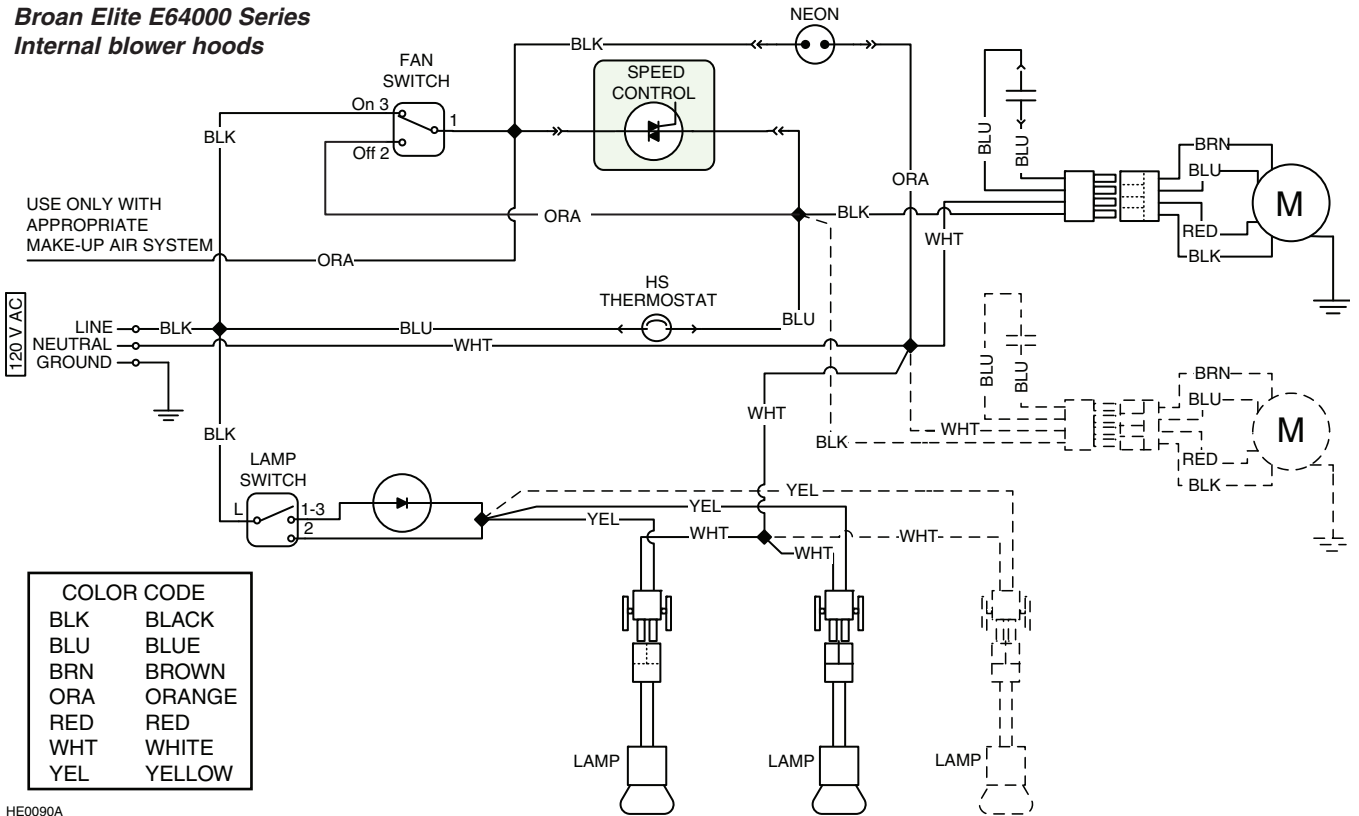 Broan Elite E64000 Series
Internal blower hoods
NEON
BLK
FAN
SWITCH
On 3
1
Off 2
BLK
SPEED
CONTROL
BLU
BLU
BRN
BLU
M
RED
BLK
ORA
ORA
BLK
WHT
USE ONLY WITH
APPROPRIATE
MAKE-UP AIR SYSTEM
ORA
HS
THERMOSTAT
BLU
120 V AC
LINE
BLK
BLU
NEUTRAL
WHT
GROUND
BLU
BLU
BRN
BLU
M
RED
BLK
WHT
WHT
BLK
BLK
LAMP
SWITCH
L
1-3
2
YEL
YEL
YEL
WHT
WHT
WHT
LAMP
LAMP
LAMP
COLOR CODE
BLK BLACK
BLU BLUE
BRN BROWN
ORA ORANGE
RED RED
WHT WHITE
YEL YELLOW
HE0090A